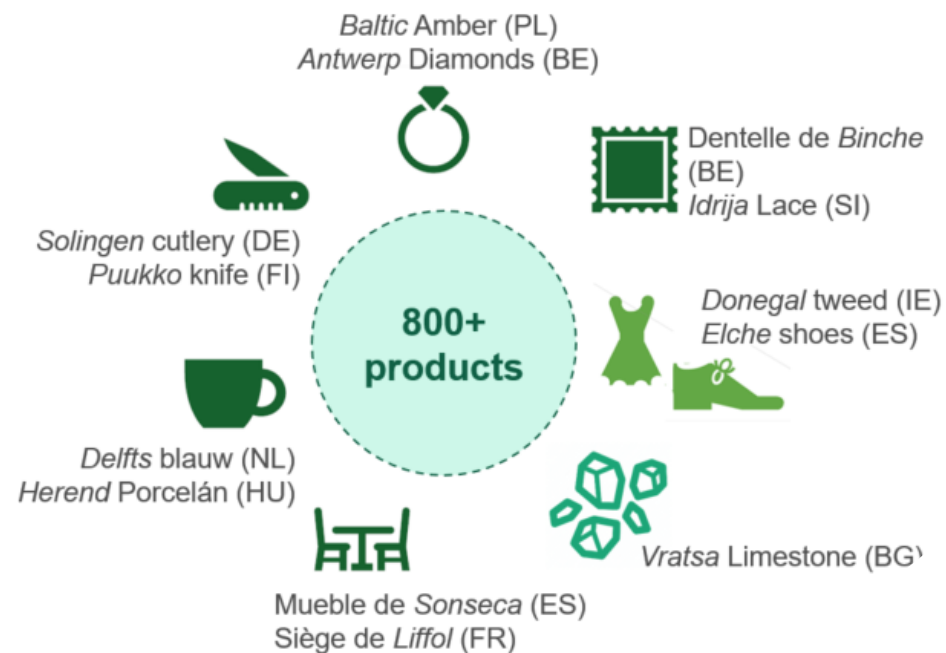 Baltic Amber (PL)
Antwerp Diamonds (BE)
Dentelle de Binche
(BE)
Idrija Lace (SI)
Solingen cutlery (DE)
Puukko knife (FI)
800+
products
Donegal tweed (IE)
Elche shoes (ES)
Delfts blauw (NL)
Herend Porcelán (HU)
Vratsa Limestone (BG)
Mueble de Sonseca (ES)
Siège de Liffol (FR)